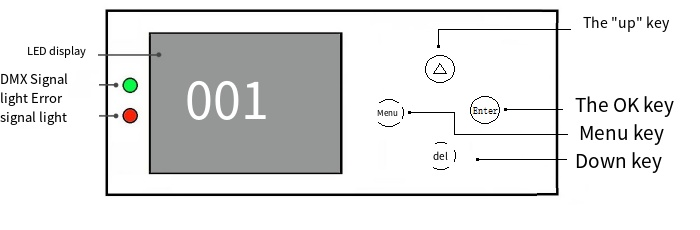 The "up" key
LED display
DMX Signal
light Error
signal light
001
Menu
Enter
del
The OK key
Menu key
Down key